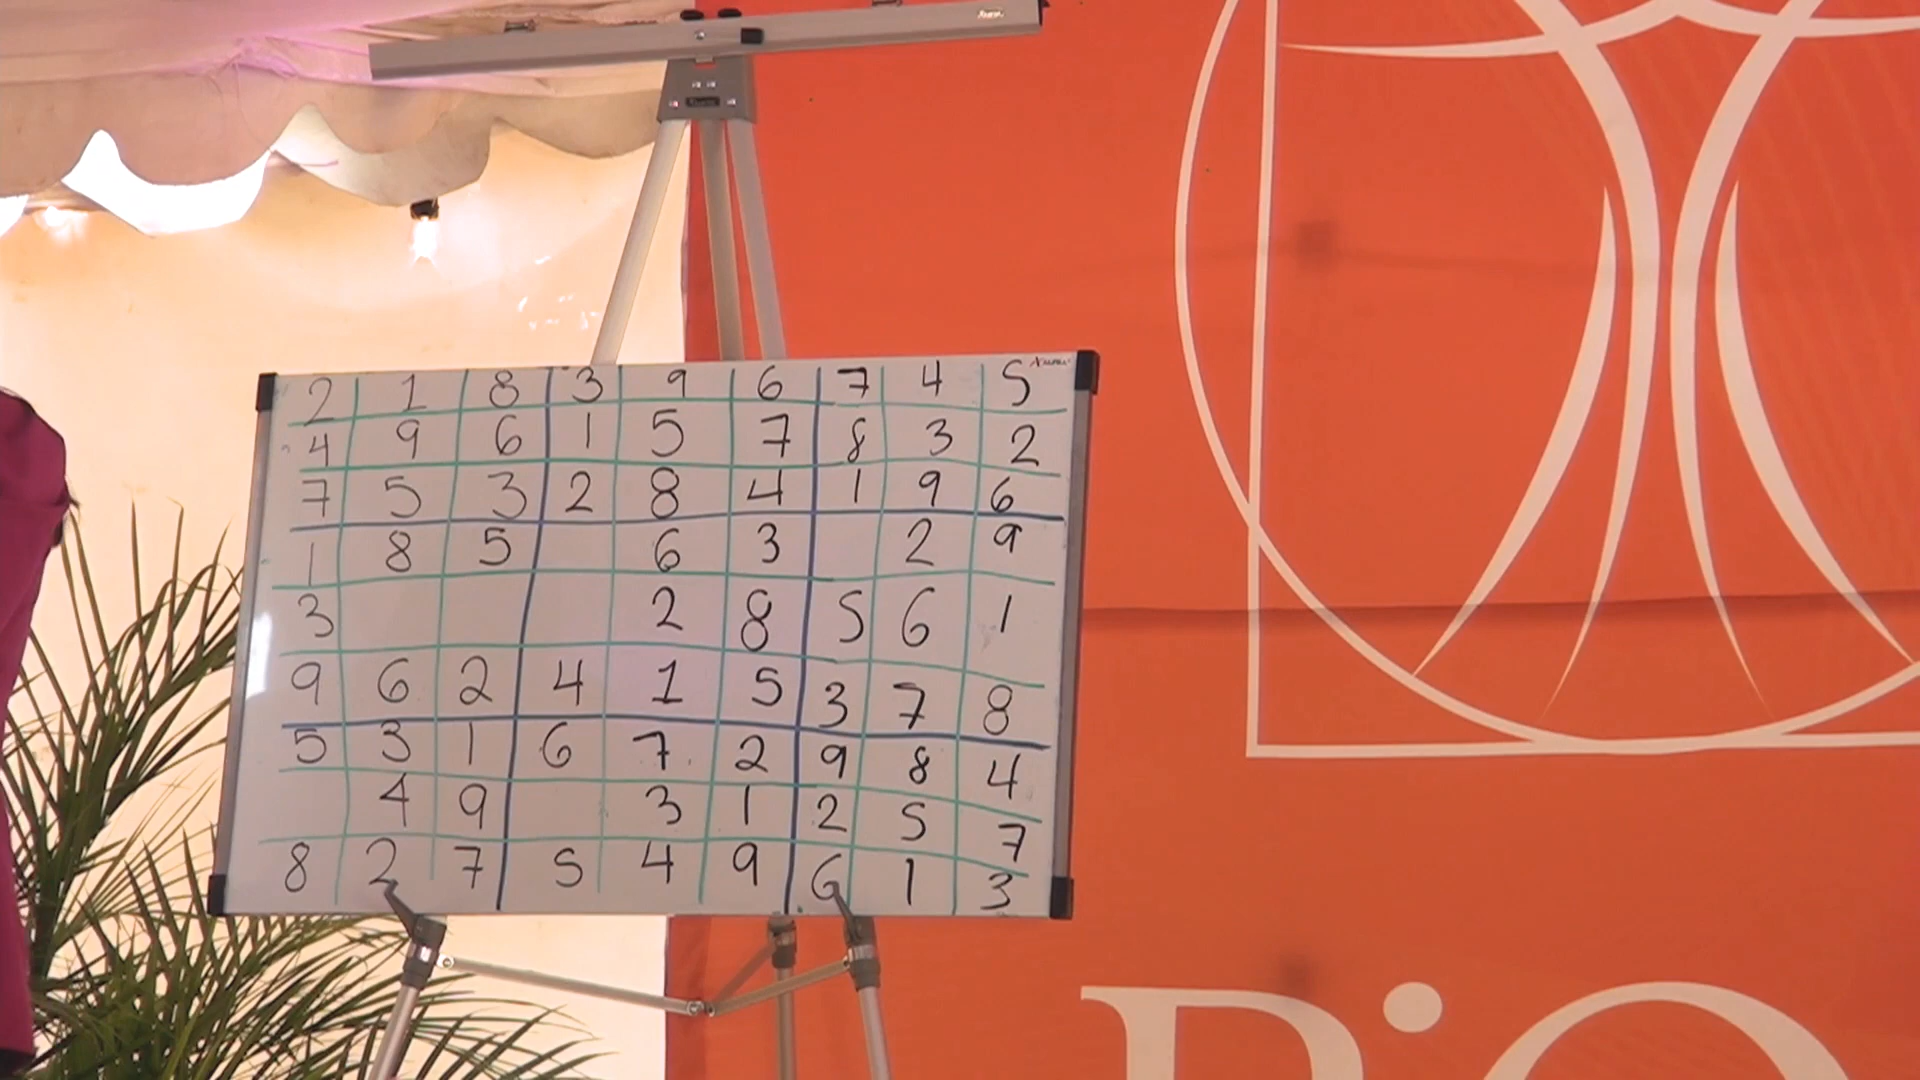 2 1 8 3 9 6 7 4 5
4 9 6 1 5 7 8 3 2
7 5 3 2 8 4 1 9 6
1 8 5 6 3 2 9
3 2 8 5 6 1
9 6 2 4 1 5 3 7 8
5 3 1 6 7 2 9 8 4
4 9 3 1 2 5 7
8 2 7 5 4 9 6 1 3